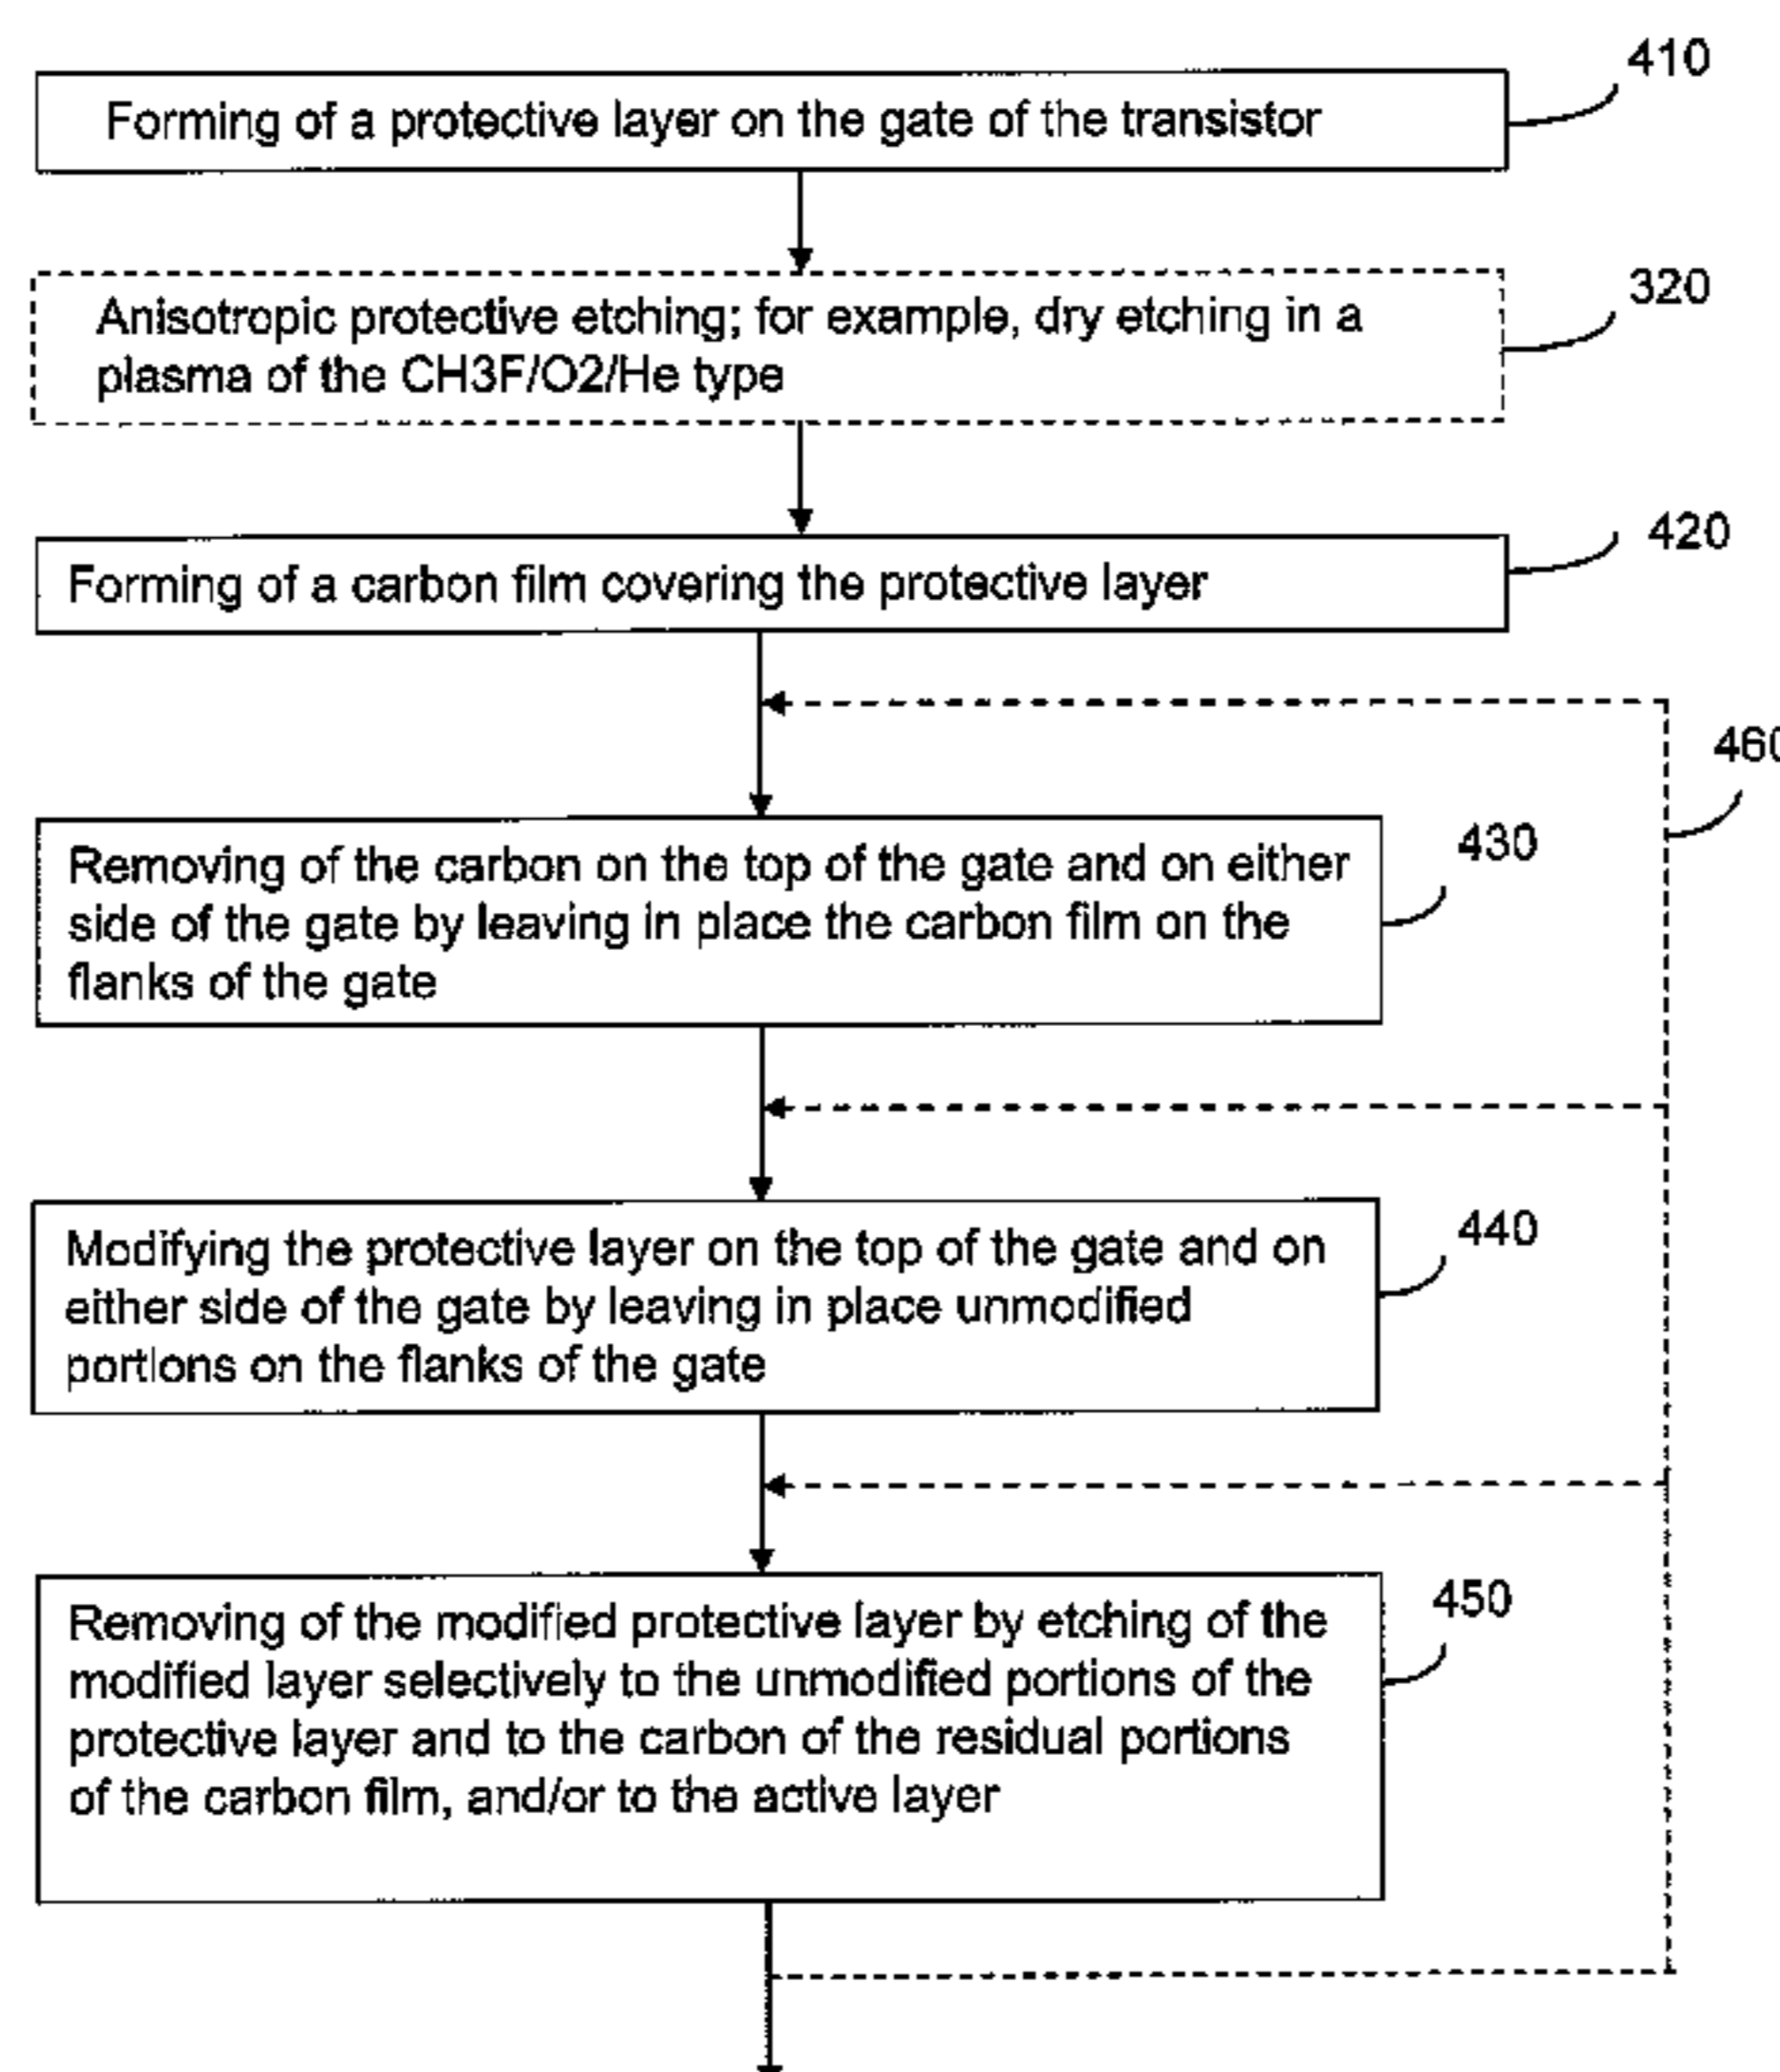 410
Forming of a protective layer on the gate of the transistor
320
Anisotropic protective etching; for example, dry etching in a
plasma of the CH3F/O2/He type
420
Forming of a carbon film covering the protective layer
460
430
Removing of the carbon on the top of the gate and on either
side of the gate by leaving in place the carbon film on the
flanks of the gate
440
Modifying the protective layer on the top of the gate and on
either side of the gate by leaving in place unmodified
portions on the flanks of the gate
450
Removing of the modified protective layer by etching of the
modified layer selectively to the unmodified portions of the
protective layer and to the carbon of the residual portions
of the carbon film, and/or to the active layer